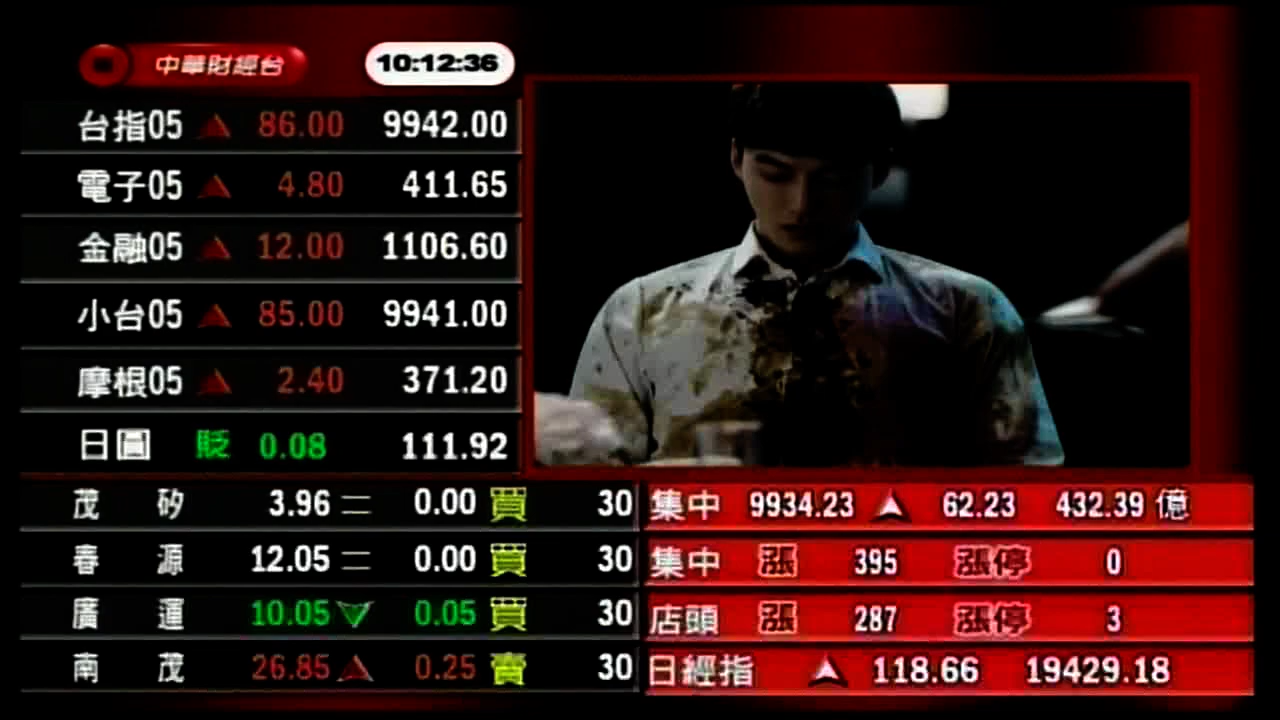 中華財經台 10:12:36
台指05 ▲ 86.00 9942.00
電子05 ▲ 4.80 411.65
金融05 ▲ 12.00 1106.60
小台05 ▲ 85.00 9941.00
摩根05 ▲ 2.40 371.20
日圓 貶 0.08 111.92
茂矽 3.96 = 0.00 買 30
春源 12.05 = 0.00 買 30
廣運 10.05 ▽ 0.05 買 30
南茂 26.85 △ 0.25 賣 30
集中 9934.23 ▲ 62.23 432.39 億
集中 漲 395 漲停 0
店頭 漲 287 漲停 3
日經指 ▲ 118.66 19429.18